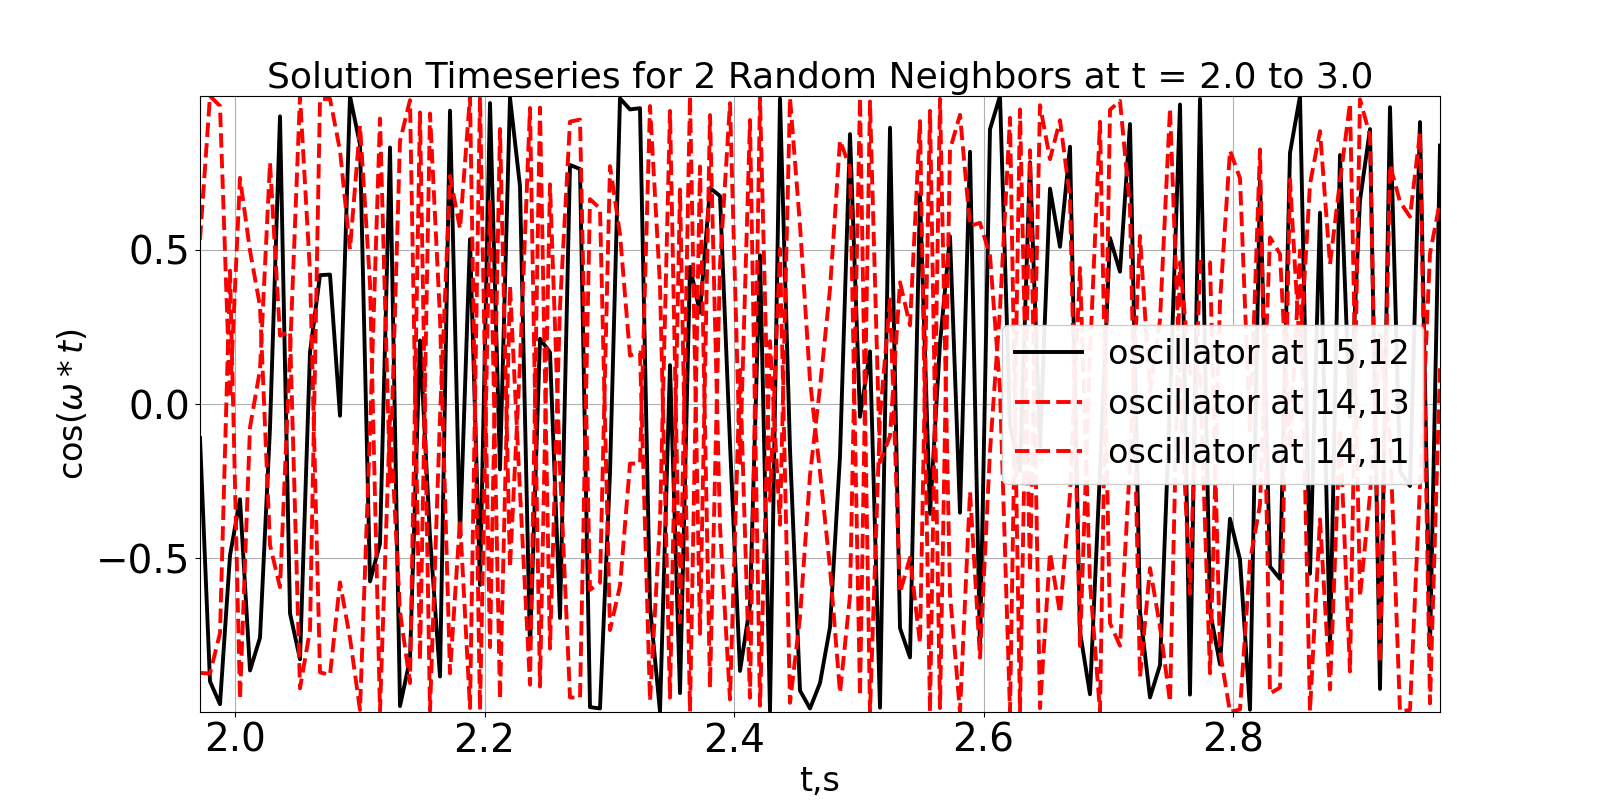 Solution Timeseries for 2 Random Neighbors at t = 2.0 to 3.0
0.5
0.0
−0.5
cos(ω * t)
oscillator at 15,12
oscillator at 14,13
oscillator at 14,11
2.0 2.2 2.4 2.6 2.8
t,s